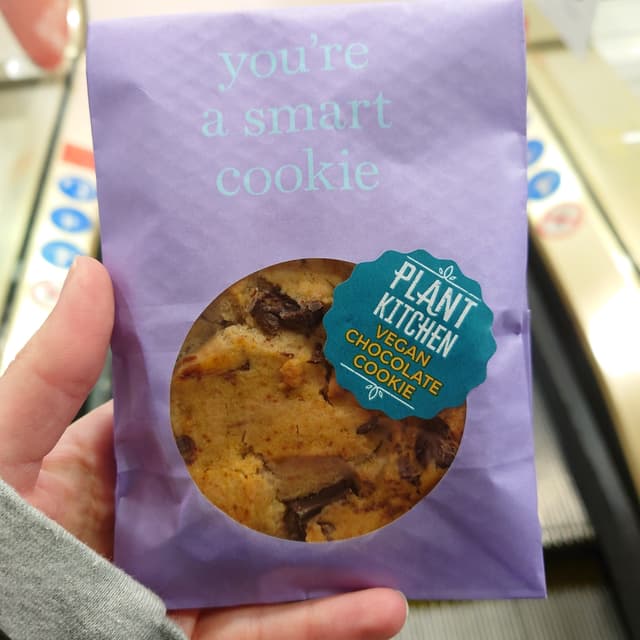 you're
a smart
cookie
PLANT
KITCHEN
VEGAN
CHOCOLATE
COOKIE